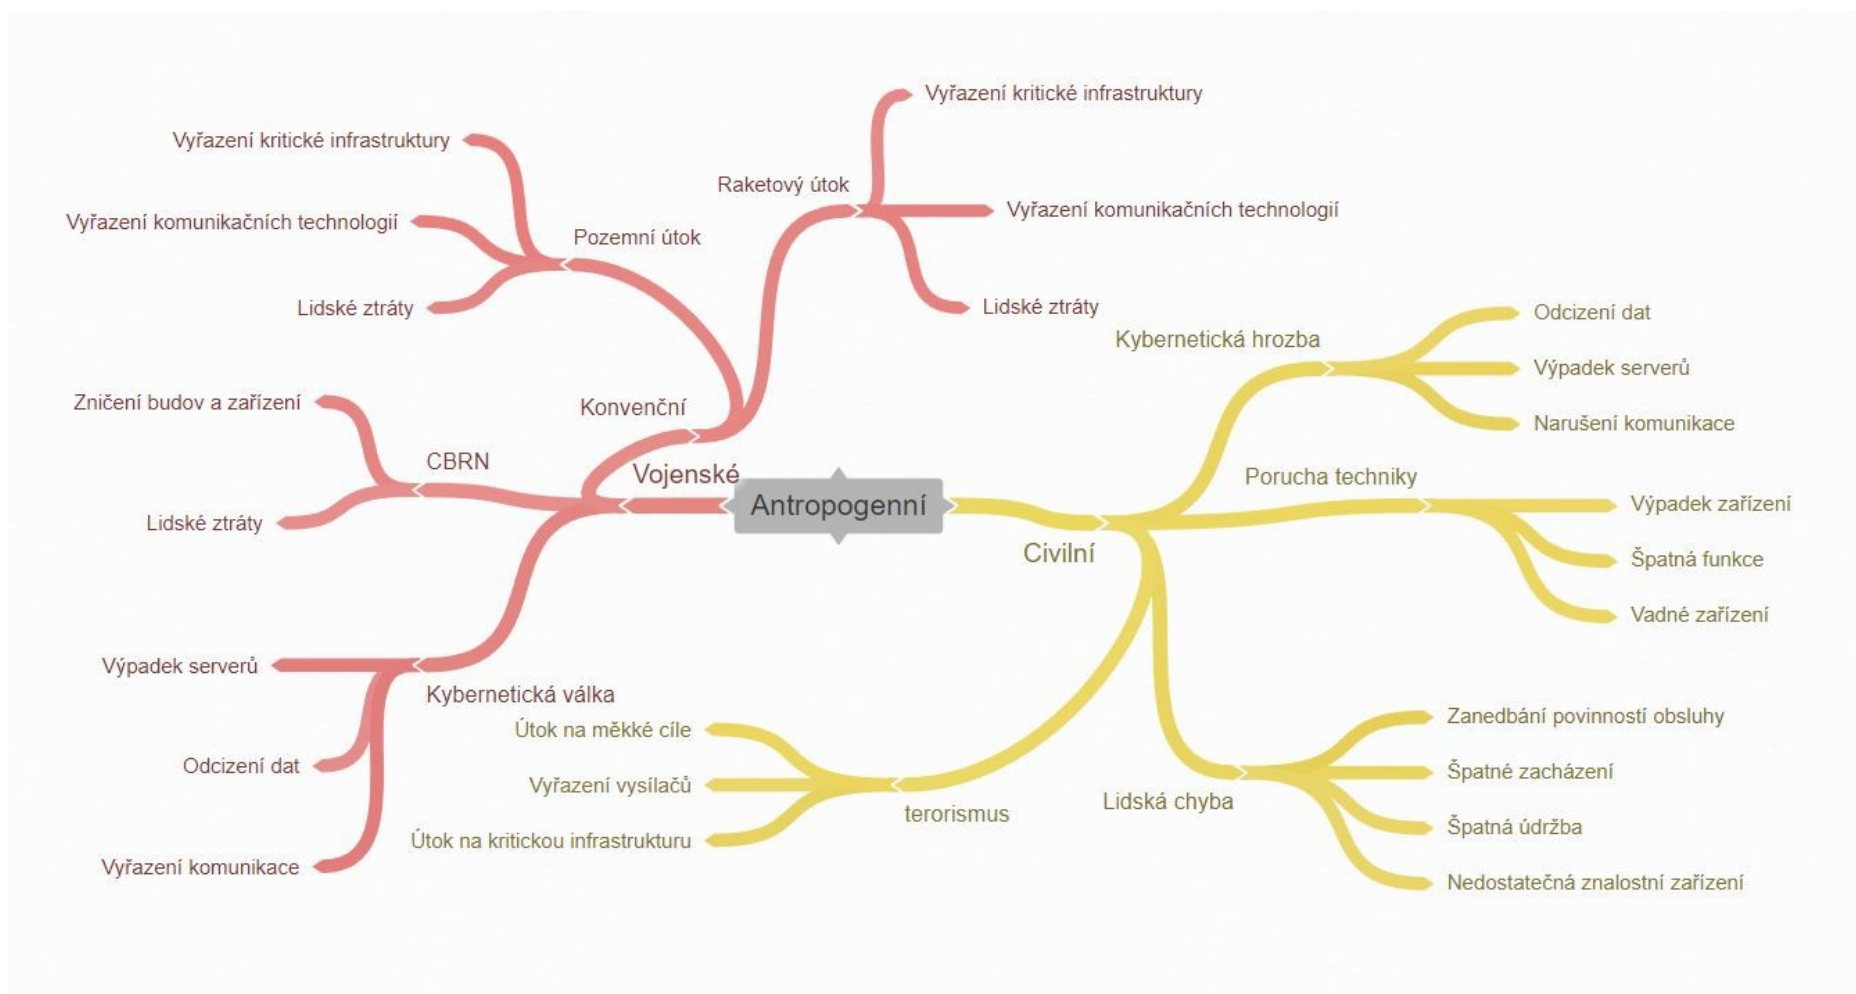 Antropogenní
Vojenské
Konvenční
Pozemní útok
Vyřazení kritické infrastruktury
Vyřazení komunikačních technologií
Lidské ztráty
Raketový útok
Vyřazení kritické infrastruktury
Vyřazení komunikačních technologií
Lidské ztráty
CBRN
Zničení budov a zařízení
Lidské ztráty
Kybernetická válka
Výpadek serverů
Odcizení dat
Vyřazení komunikace
Civilní
Kybernetická hrozba
Odcizení dat
Výpadek serverů
Narušení komunikace
Porucha techniky
Výpadek zařízení
Špatná funkce
Vadné zařízení
Lidská chyba
Zanedbání povinností obsluhy
Špatné zacházení
Špatná údržba
Nedostatečná znalostní zařízení
terorismus
Útok na měkké cíle
Vyřazení vysílačů
Útok na kritickou infrastrukturu